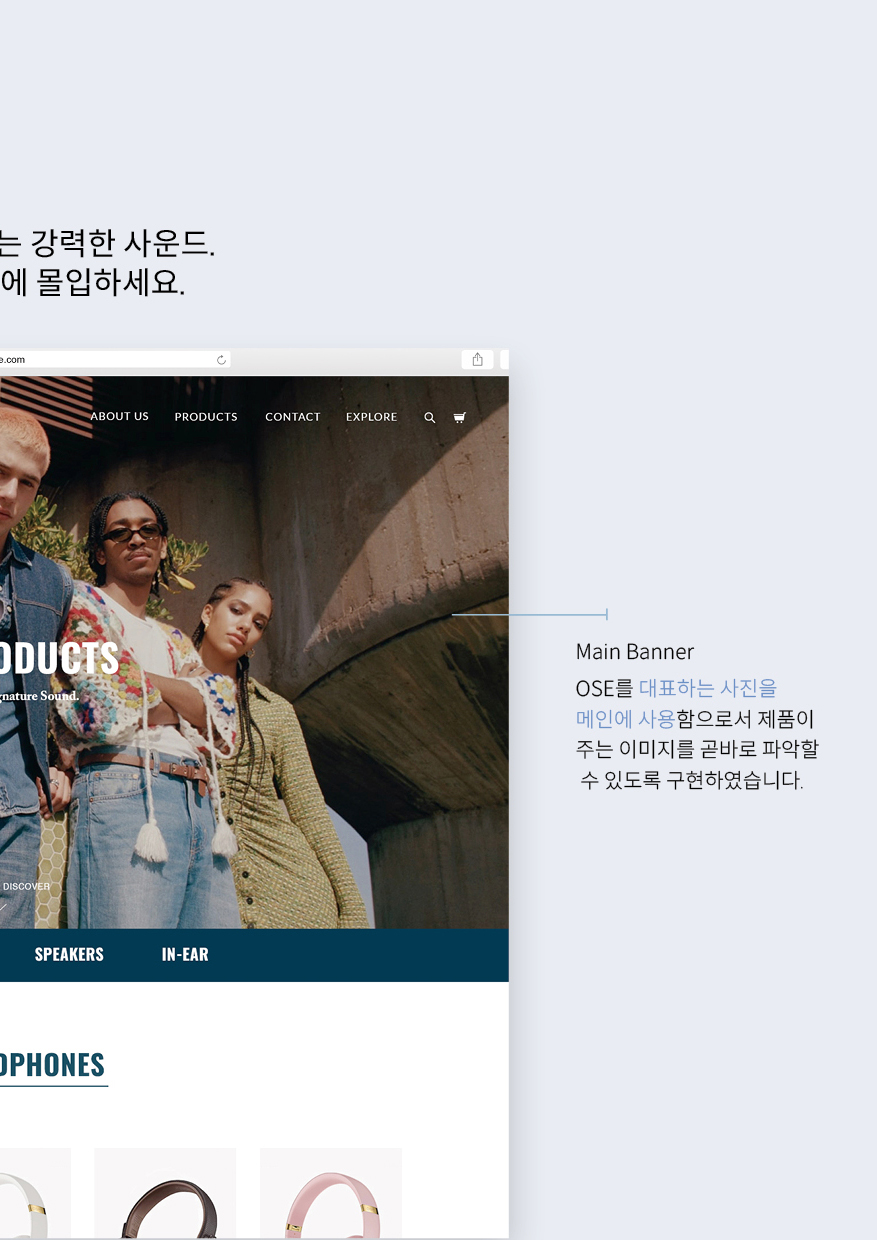 는 강력한 사운드.
에 몰입하세요.
e.com
ABOUT US PRODUCTS CONTACT EXPLORE
ODUCTS
gnature Sound.
Main Banner
OSE를 대표하는 사진을
메인에 사용함으로서 제품이
주는 이미지를 곧바로 파악할
수 있도록 구현하였습니다.
DISCOVER
SPEAKERS IN-EAR
DPHONES